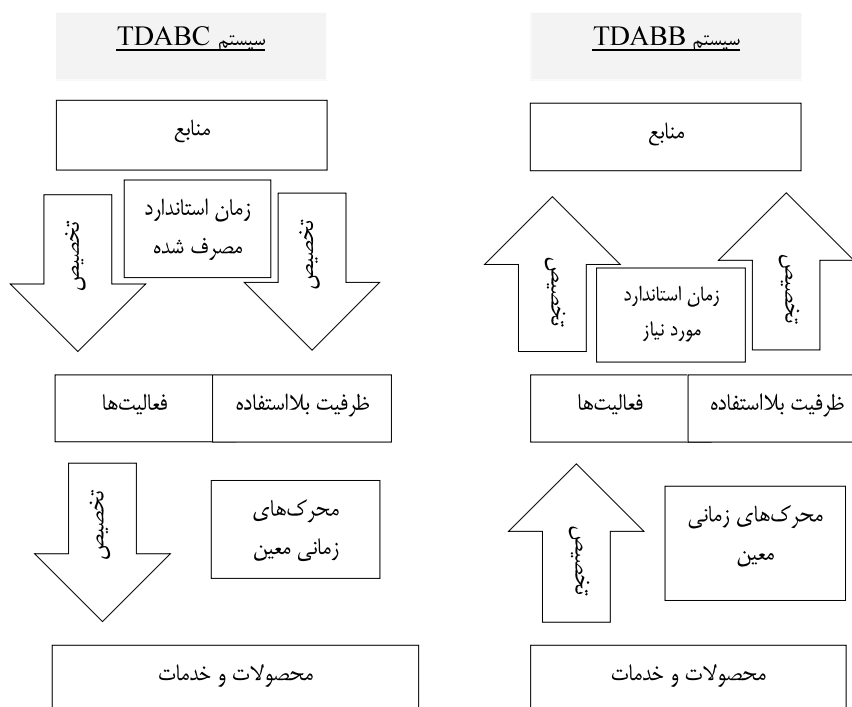 سیستم TDABC
منابع
زمان استاندارد
مصرف شده
تخصیص
تخصیص
فعالیت‌ها
ظرفیت بلااستفاده
تخصیص
محرک‌های
زمانی معین
محصولات و خدمات
سیستم TDABB
منابع
تخصیص
تخصیص
زمان استاندارد
مورد نیاز
فعالیت‌ها
ظرفیت بلااستفاده
تخصیص
محرک‌های زمانی
معین
محصولات و خدمات